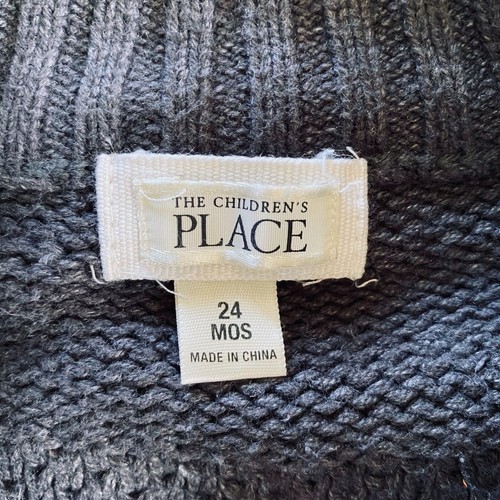 THE CHILDREN'S
PLACE
24
MOS
MADE IN CHINA